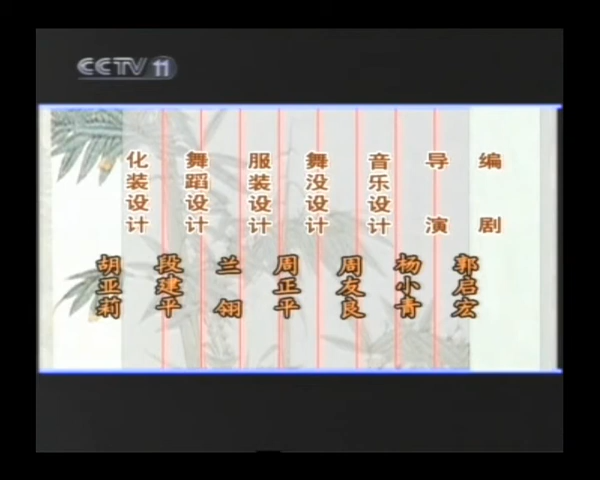 CCTV 11
编剧
郭启宏
导演
杨小青
音乐设计
周友良
舞没设计
周正平
服装设计
兰翎
舞蹈设计
段建平
化装设计
胡亚莉